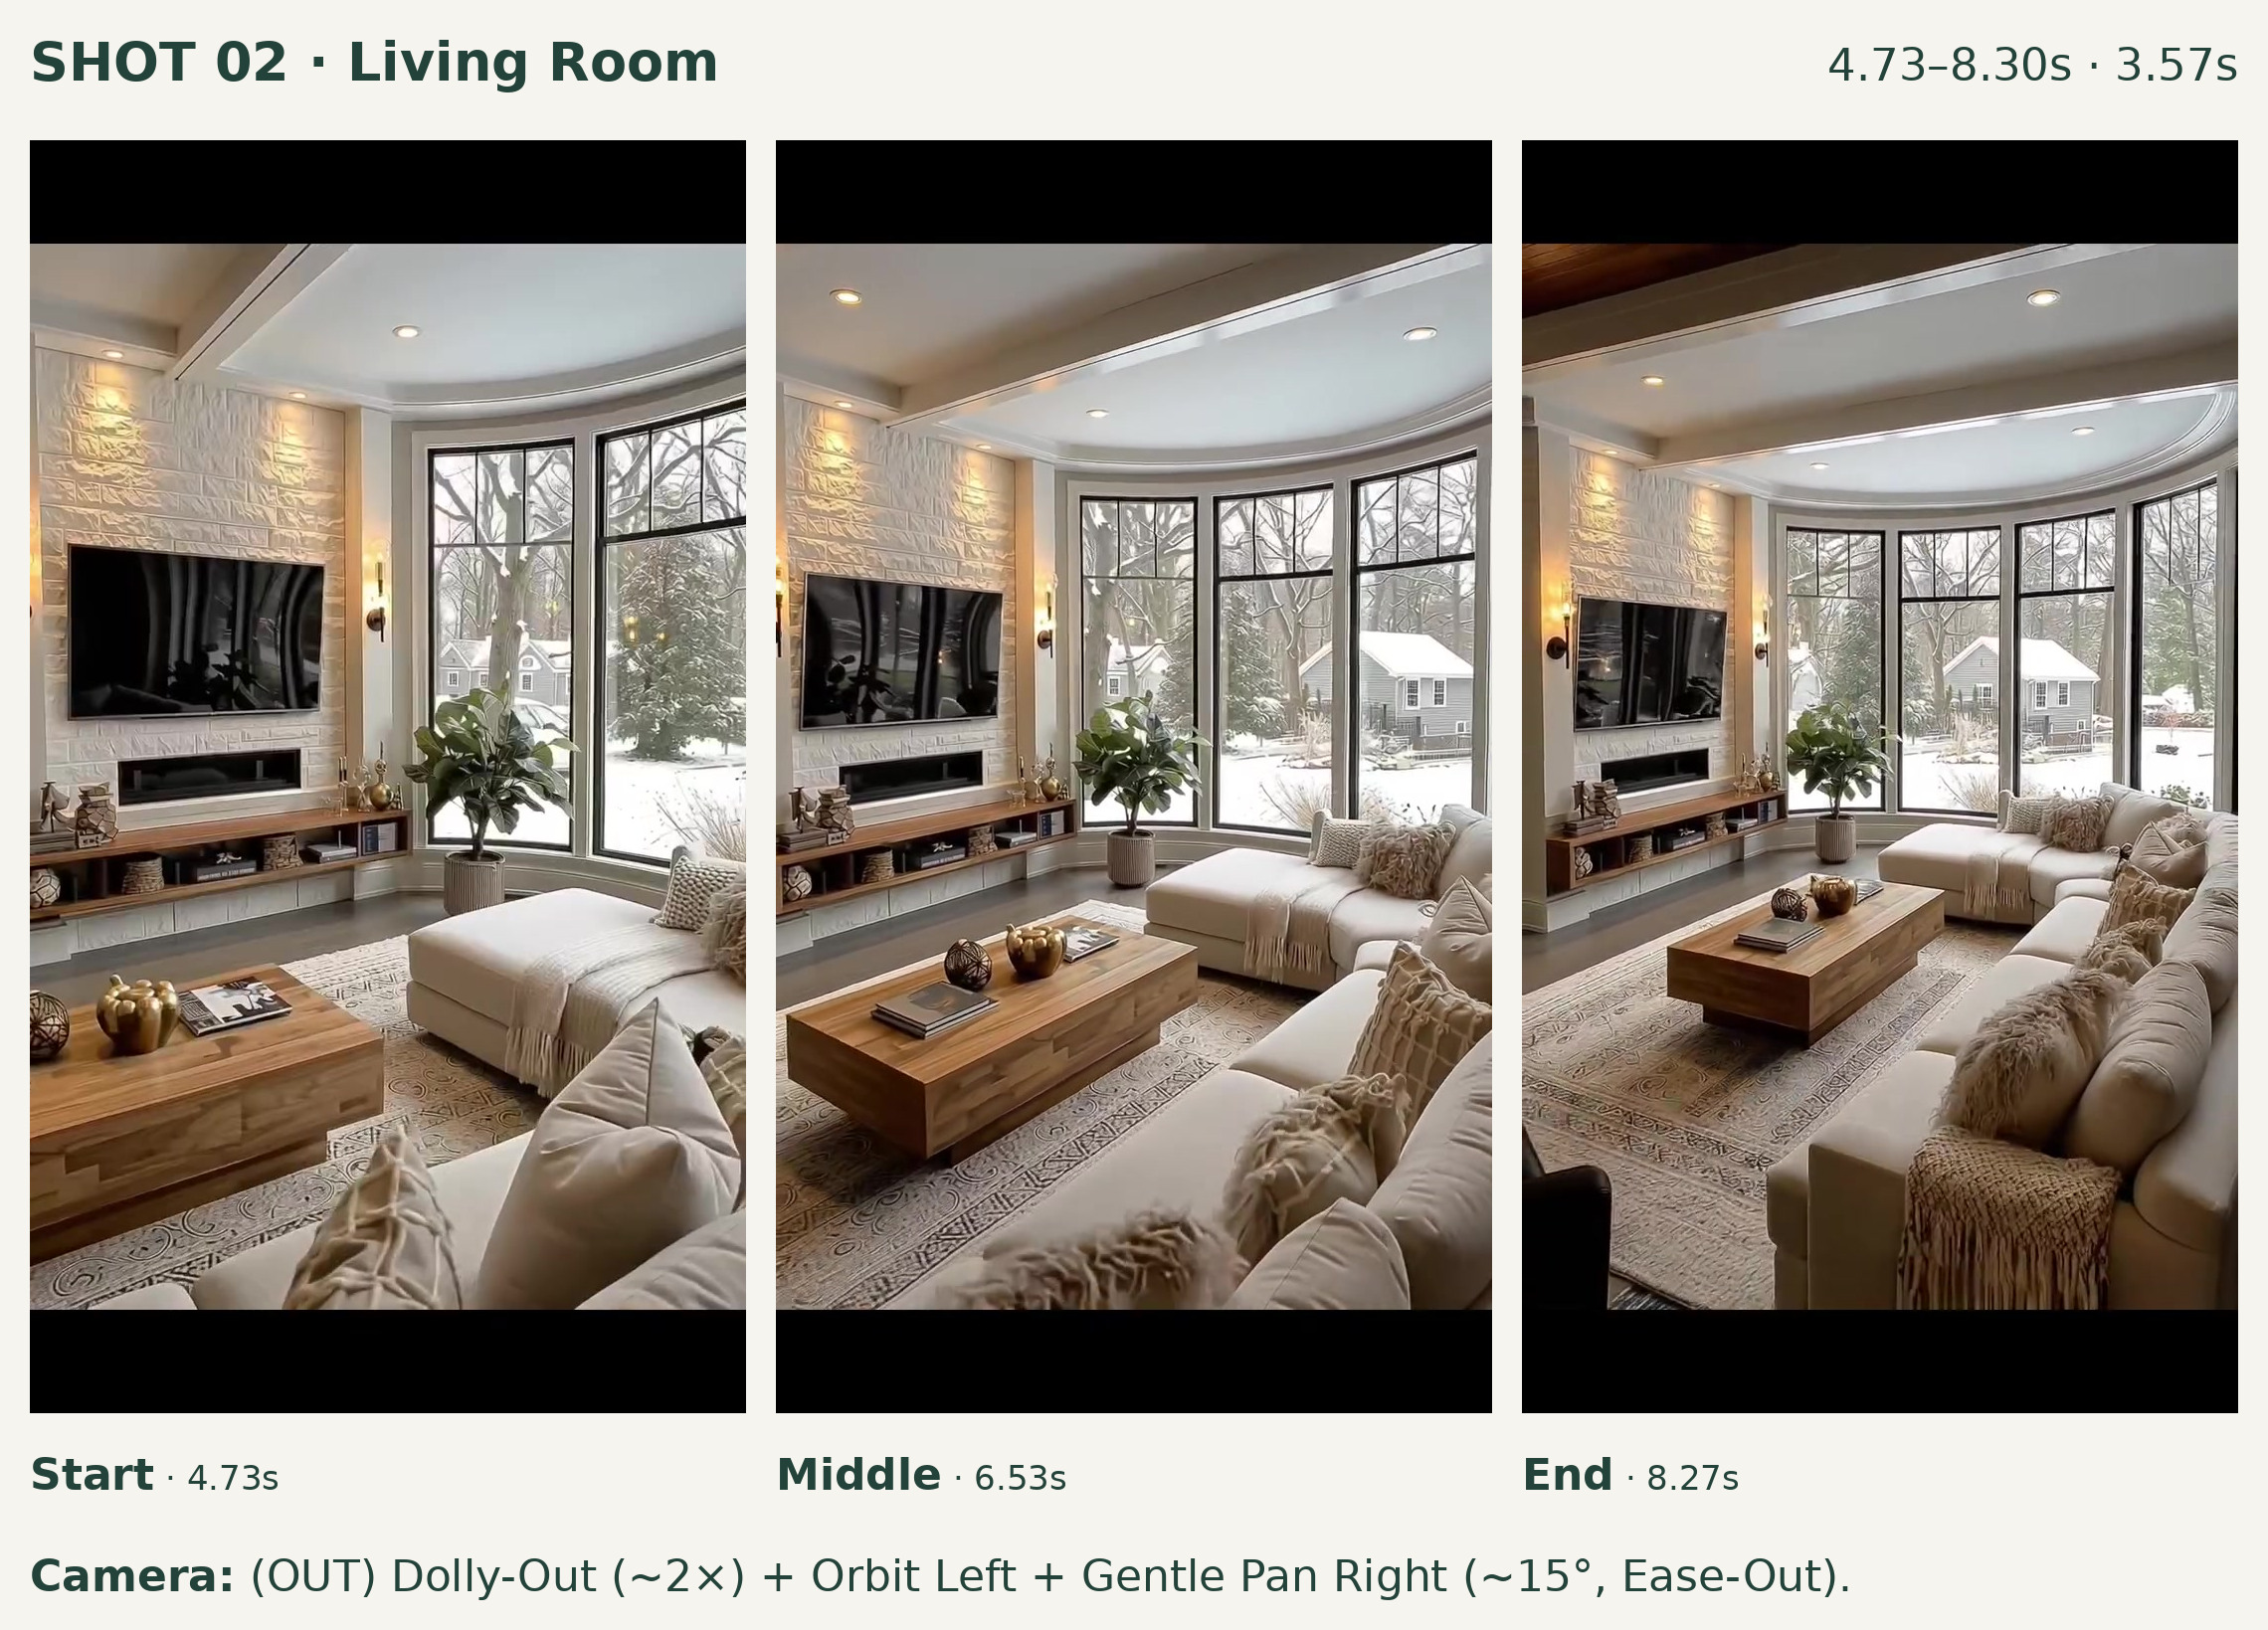 SHOT 02 · Living Room
4.73–8.30s · 3.57s
Start · 4.73s
Middle · 6.53s
End · 8.27s
Camera: (OUT) Dolly-Out (~2×) + Orbit Left + Gentle Pan Right (~15°, Ease-Out).